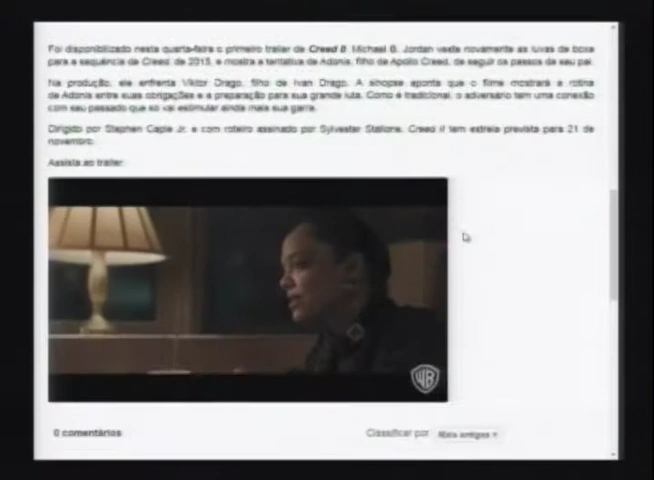 Foi disponibilizado nesta quarta-feira o primeiro trailer de Creed II. Michael B. Jordan veste novamente as luvas de boxe
para a sequência de Creed, de 2015, e mostra a tentativa de Adonis, filho de Apollo Creed, de seguir os passos de seu pai.
Na produção, ele enfrenta Viktor Drago, filho de Ivan Drago. A sinopse aponta que o filme mostrará a rotina
de Adonis entre suas obrigações e a preparação para sua grande luta. Como é tradicional, o adversário tem uma conexão
com seu passado que só vai estimular ainda mais sua garra.
Dirigido por Stephen Caple Jr. e com roteiro assinado por Sylvester Stallone, Creed II tem estreia prevista para 21 de
novembro.
Assista ao trailer:
WB
0 comentários
Classificar por Mais antigos